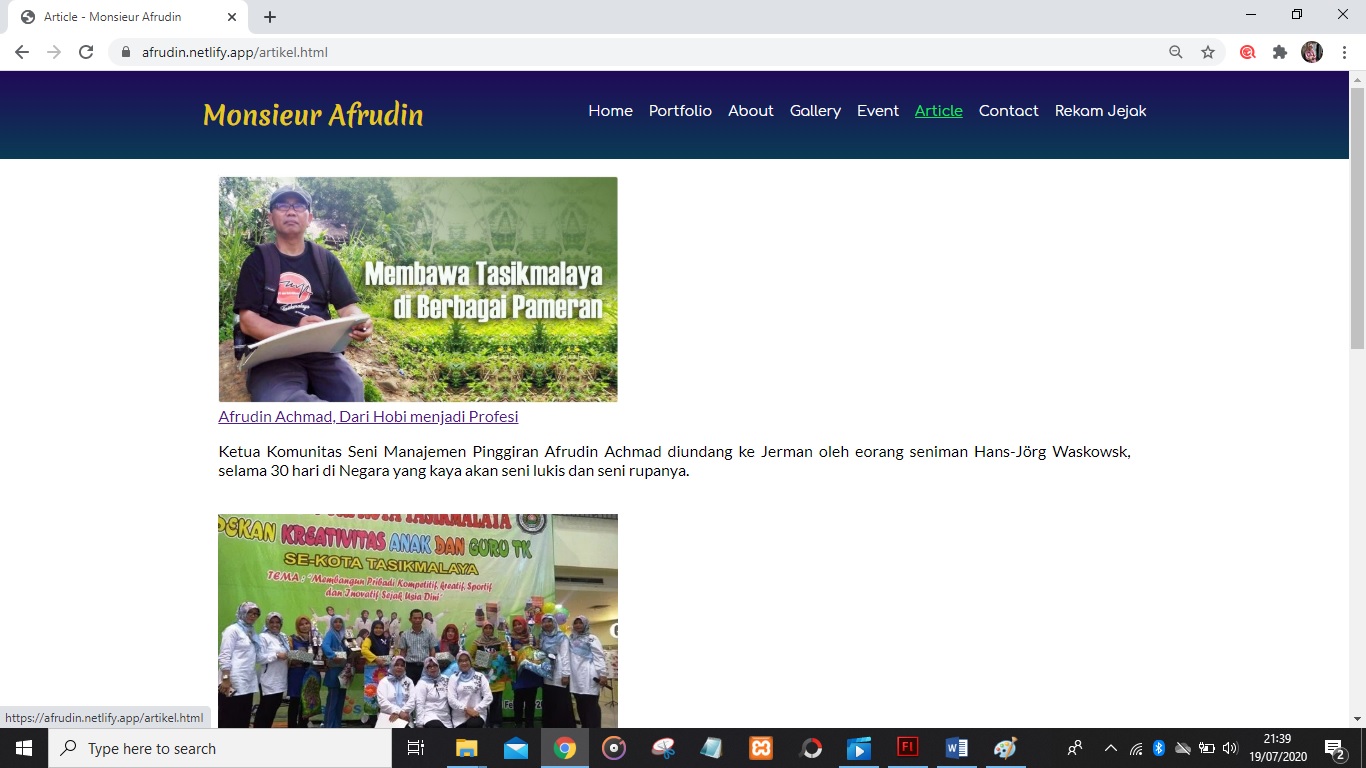 Article - Monsieur Afrudin
afrudin.netlify.app/artikel.html
Monsieur Afrudin
Home Portfolio About Gallery Event Article Contact Rekam Jejak
Membawa Tasikmalaya
di Berbagai Pameran
Tasikmalaya
Afrudin Achmad, Dari Hobi menjadi Profesi
Ketua Komunitas Seni Manajemen Pinggiran Afrudin Achmad diundang ke Jerman oleh eorang seniman Hans-Jörg Waskowsk,
selama 30 hari di Negara yang kaya akan seni lukis dan seni rupanya.
KOTA TASIKMALAYA
PEKAN KREATIVITAS ANAK DAN GURU TK
SE-KOTA TASIKMALAYA
TEMA : "Membangun Pribadi Kompetitif, kreatif, Sportif
dan Inovatif Sejak Usia Dini"
https://afrudin.netlify.app/artikel.html
Type here to search
21:39
19/07/2020
2